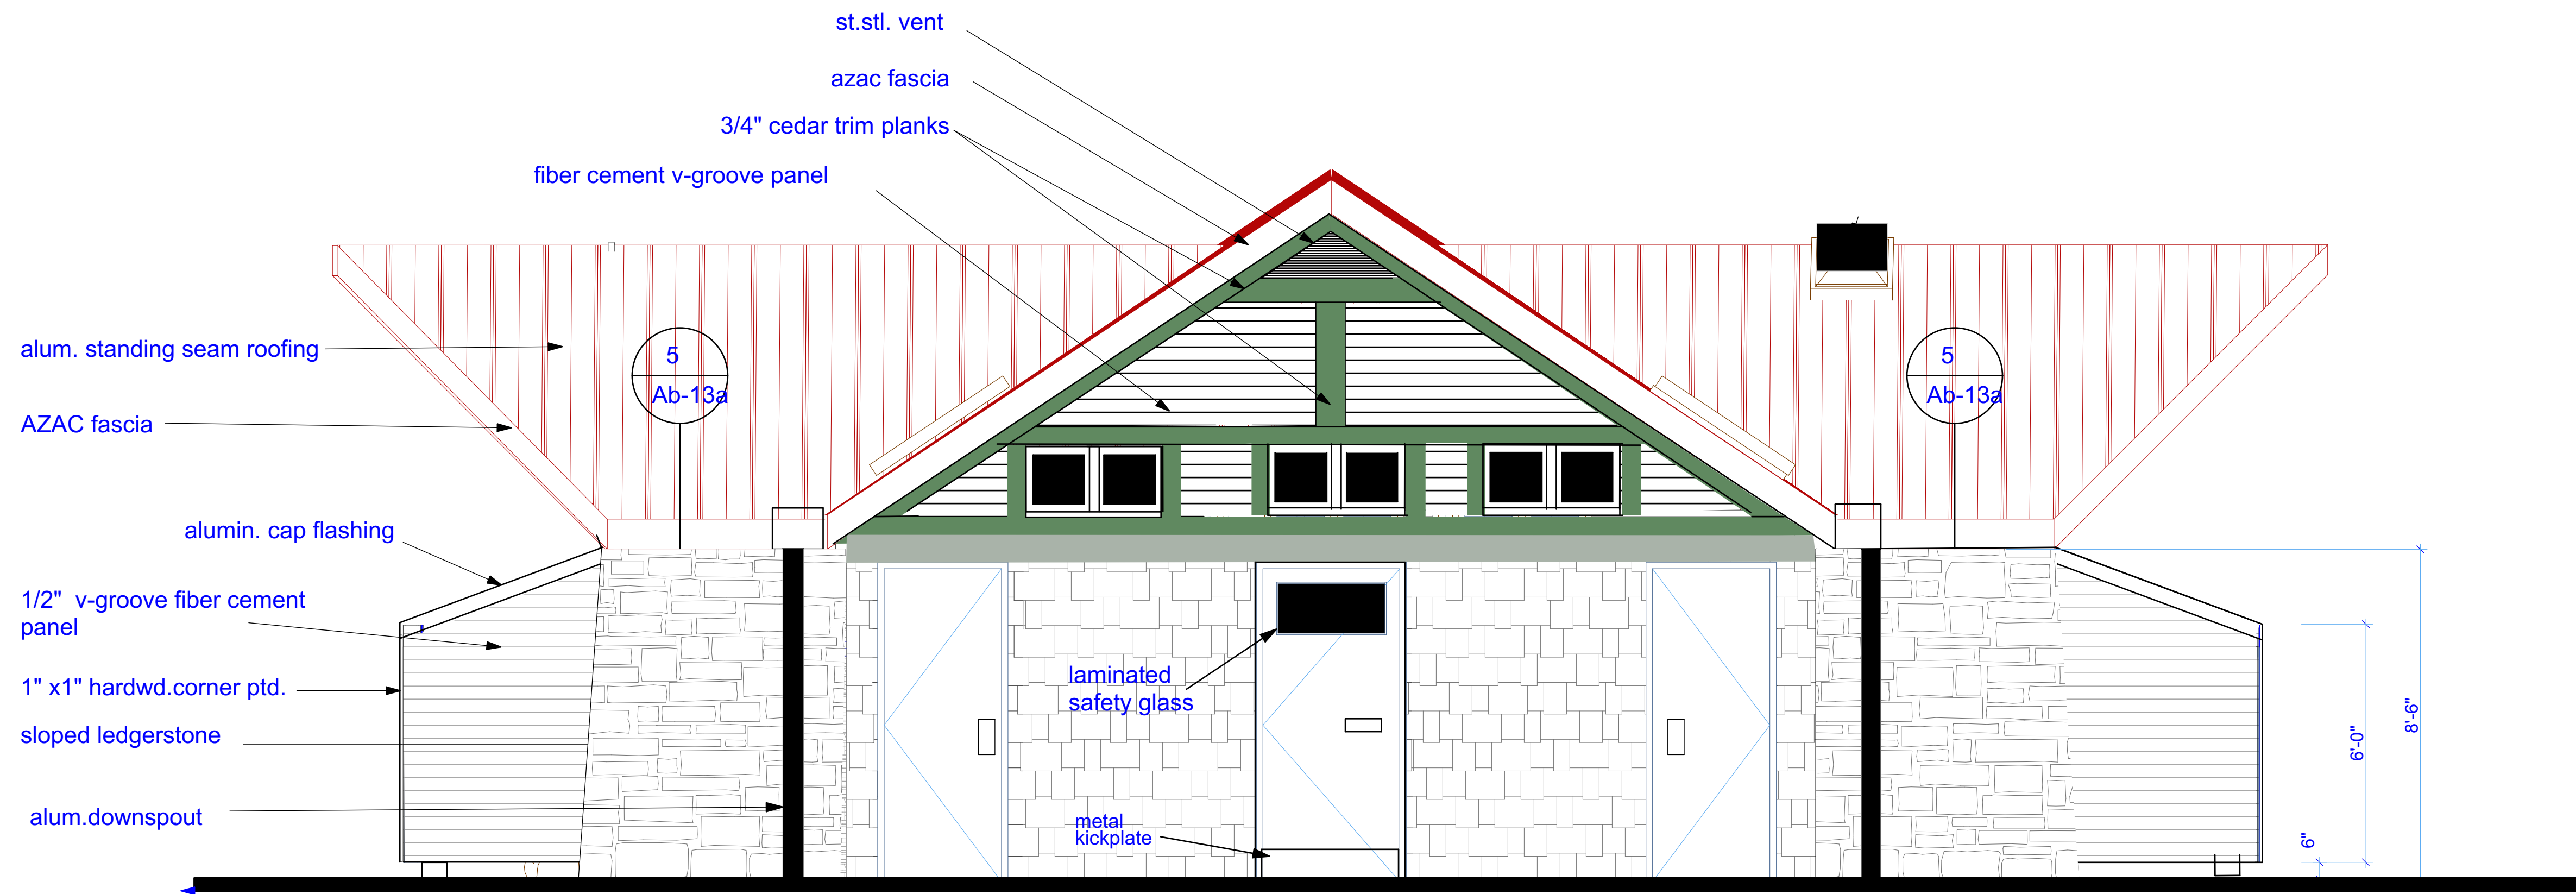 st.stl. vent
azac fascia
3/4" cedar trim planks
fiber cement v-groove panel
alum. standing seam roofing
5
Ab-13a
5
Ab-13a
AZAC fascia
alumin. cap flashing
1/2"  v-groove fiber cement
panel
1" x1" hardwd.corner ptd.
sloped ledgerstone
alum.downspout
laminated
safety glass
metal
kickplate
6"
6'-0"
8'-6"